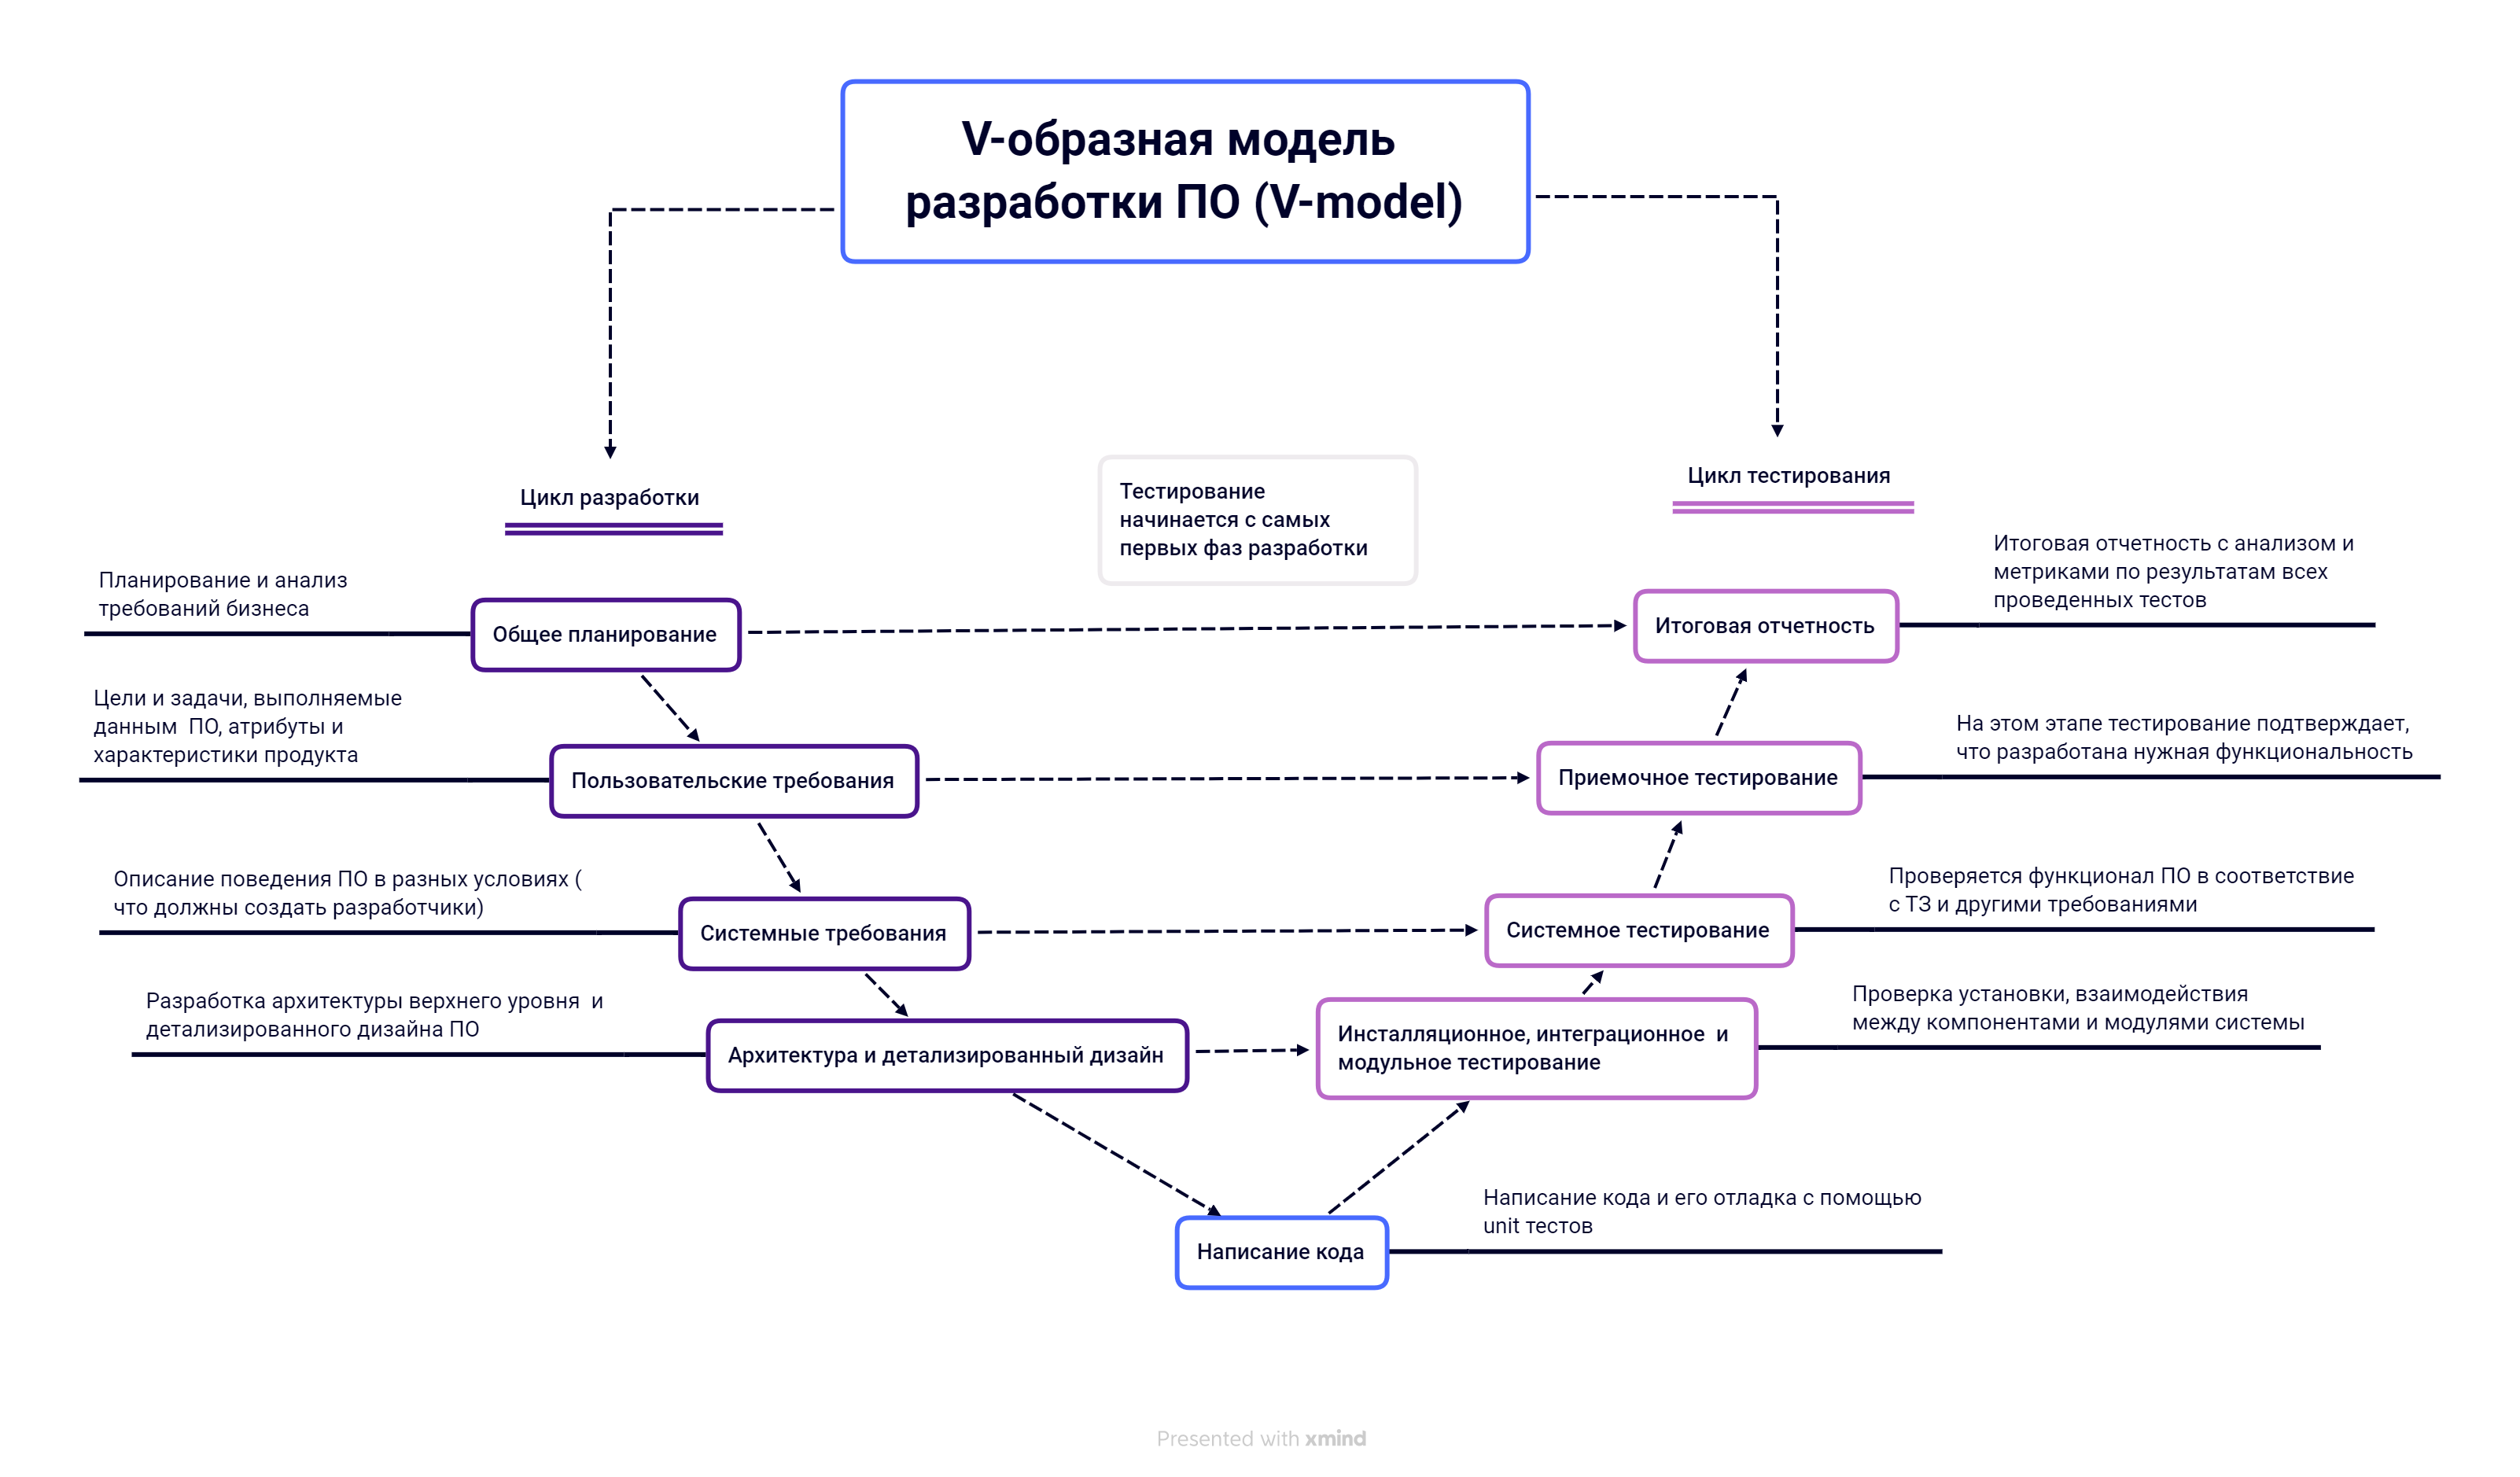 V-образная модель
разработки ПО (V-model)
Цикл разработки
Тестирование
начинается с самых
первых фаз разработки
Цикл тестирования
Планирование и анализ
требований бизнеса
Общее планирование
Итоговая отчетность
Итоговая отчетность с анализом и
метриками по результатам всех
проведенных тестов
Цели и задачи, выполняемые
данным  ПО, атрибуты и
характеристики продукта
Пользовательские требования
Приемочное тестирование
На этом этапе тестирование подтверждает,
что разработана нужная функциональность
Описание поведения ПО в разных условиях (
что должны создать разработчики)
Системные требования
Системное тестирование
Проверяется функционал ПО в соответствие
с ТЗ и другими требованиями
Разработка архитектуры верхнего уровня  и
детализированного дизайна ПО
Архитектура и детализированный дизайн
Инсталляционное, интеграционное  и
модульное тестирование
Проверка установки, взаимодействия
между компонентами и модулями системы
Написание кода
Написание кода и его отладка с помощью
unit тестов
Presented with xmind